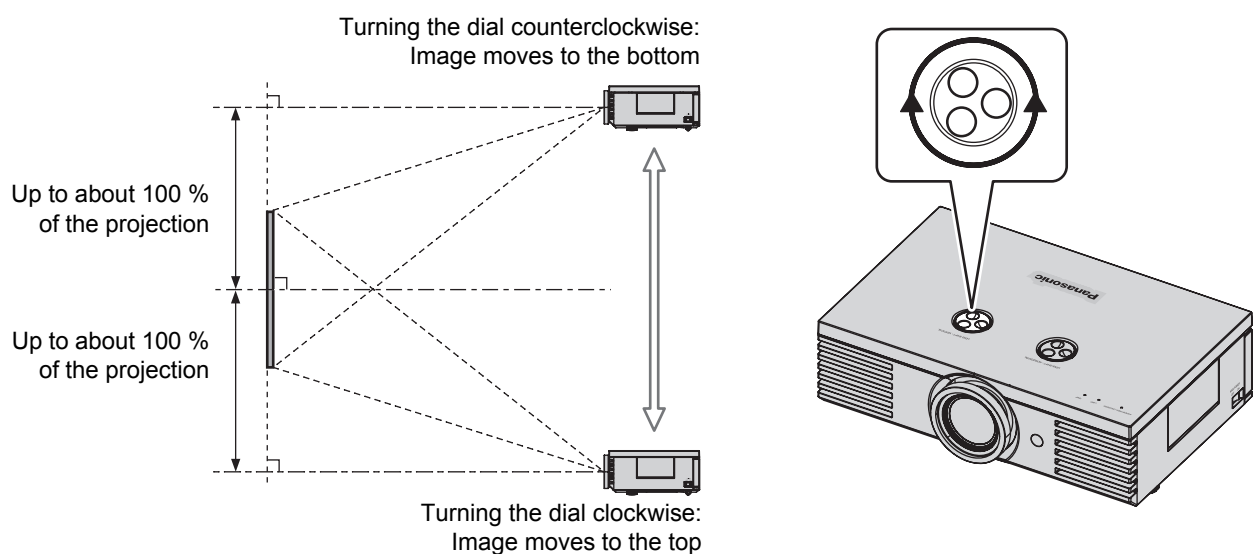 Turning the dial counterclockwise:
Image moves to the bottom
Up to about 100 %
of the projection
Up to about 100 %
of the projection
Turning the dial clockwise:
Image moves to the top
Panasonic